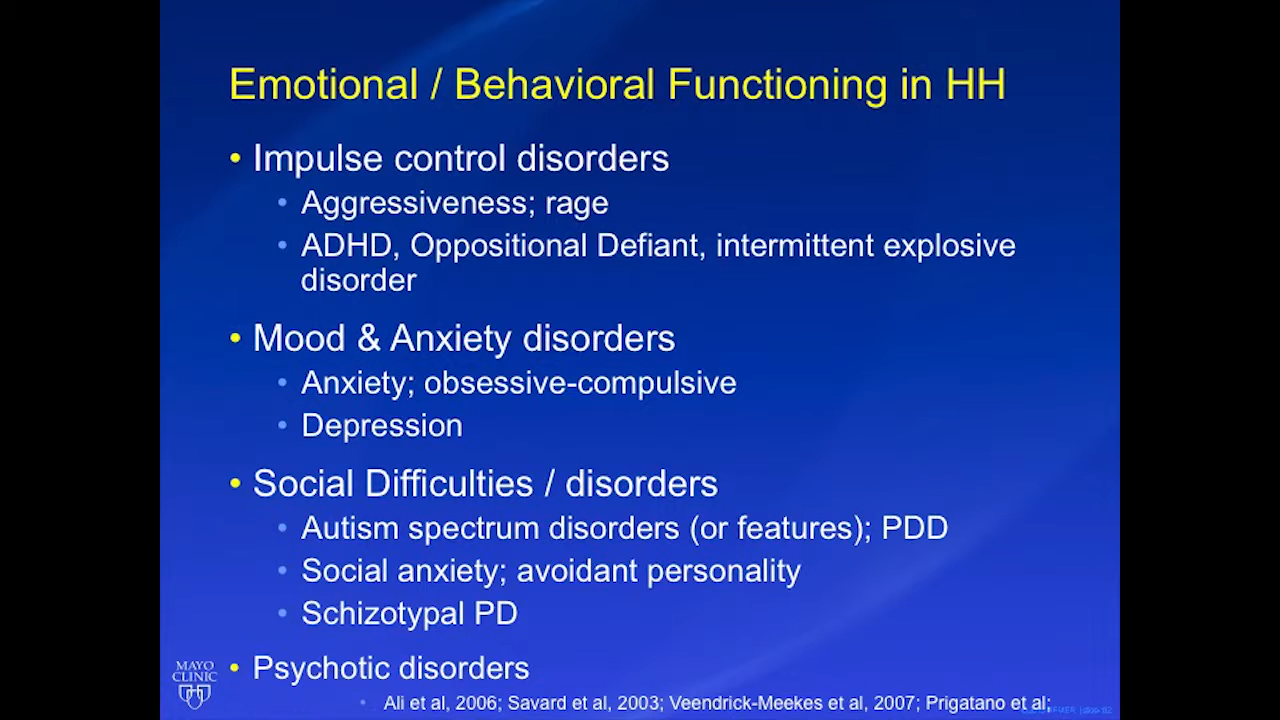 Emotional / Behavioral Functioning in HH
• Impulse control disorders
• Aggressiveness; rage
• ADHD, Oppositional Defiant, intermittent explosive
disorder
• Mood & Anxiety disorders
• Anxiety; obsessive-compulsive
• Depression
• Social Difficulties / disorders
• Autism spectrum disorders (or features); PDD
• Social anxiety; avoidant personality
• Schizotypal PD
MAYO
CLINIC
• Psychotic disorders
• Ali et al, 2006; Savard et al, 2003; Veendrick-Meekes et al, 2007; Prigatano et al;